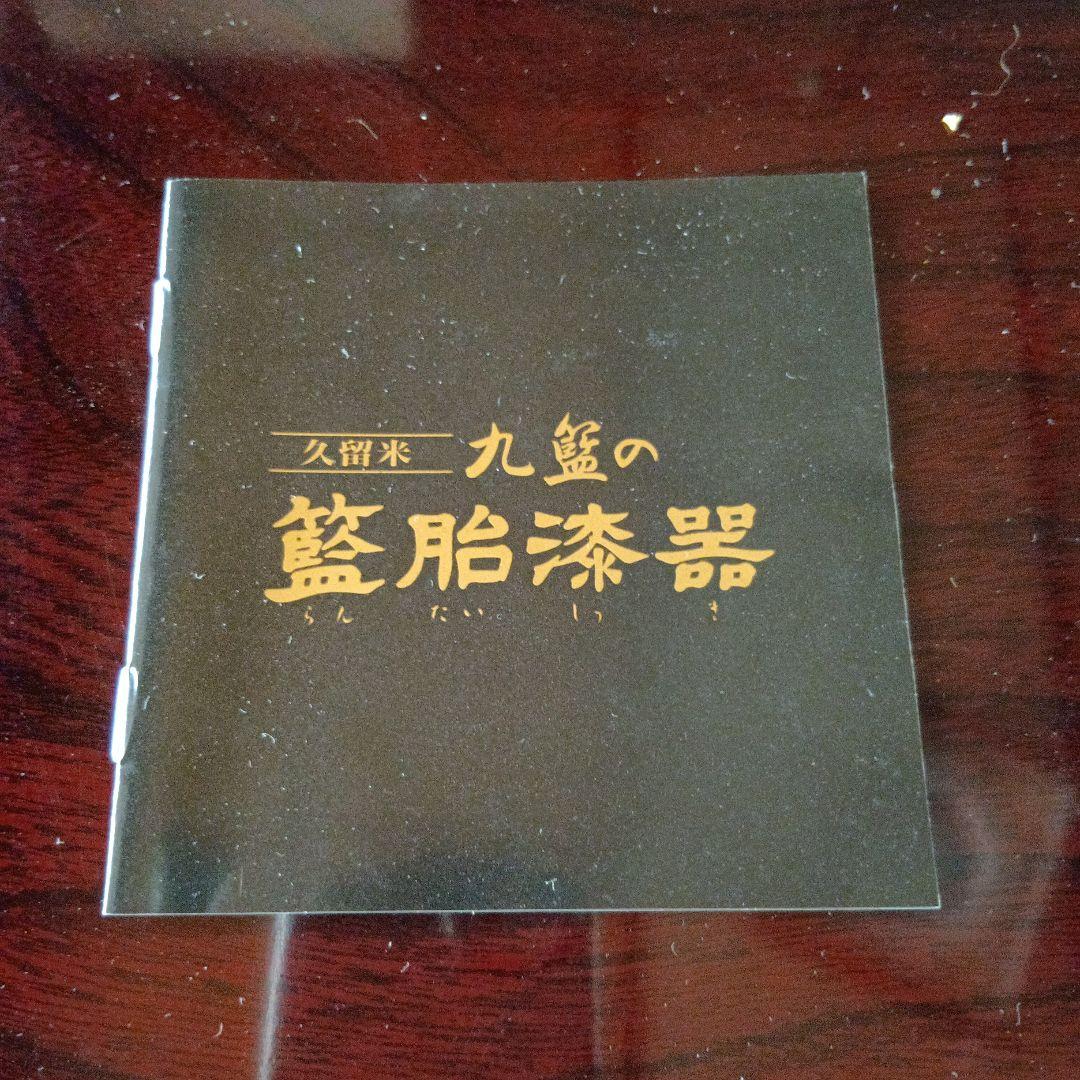 久留米 九籃の
籃胎漆器
らんたいしっき